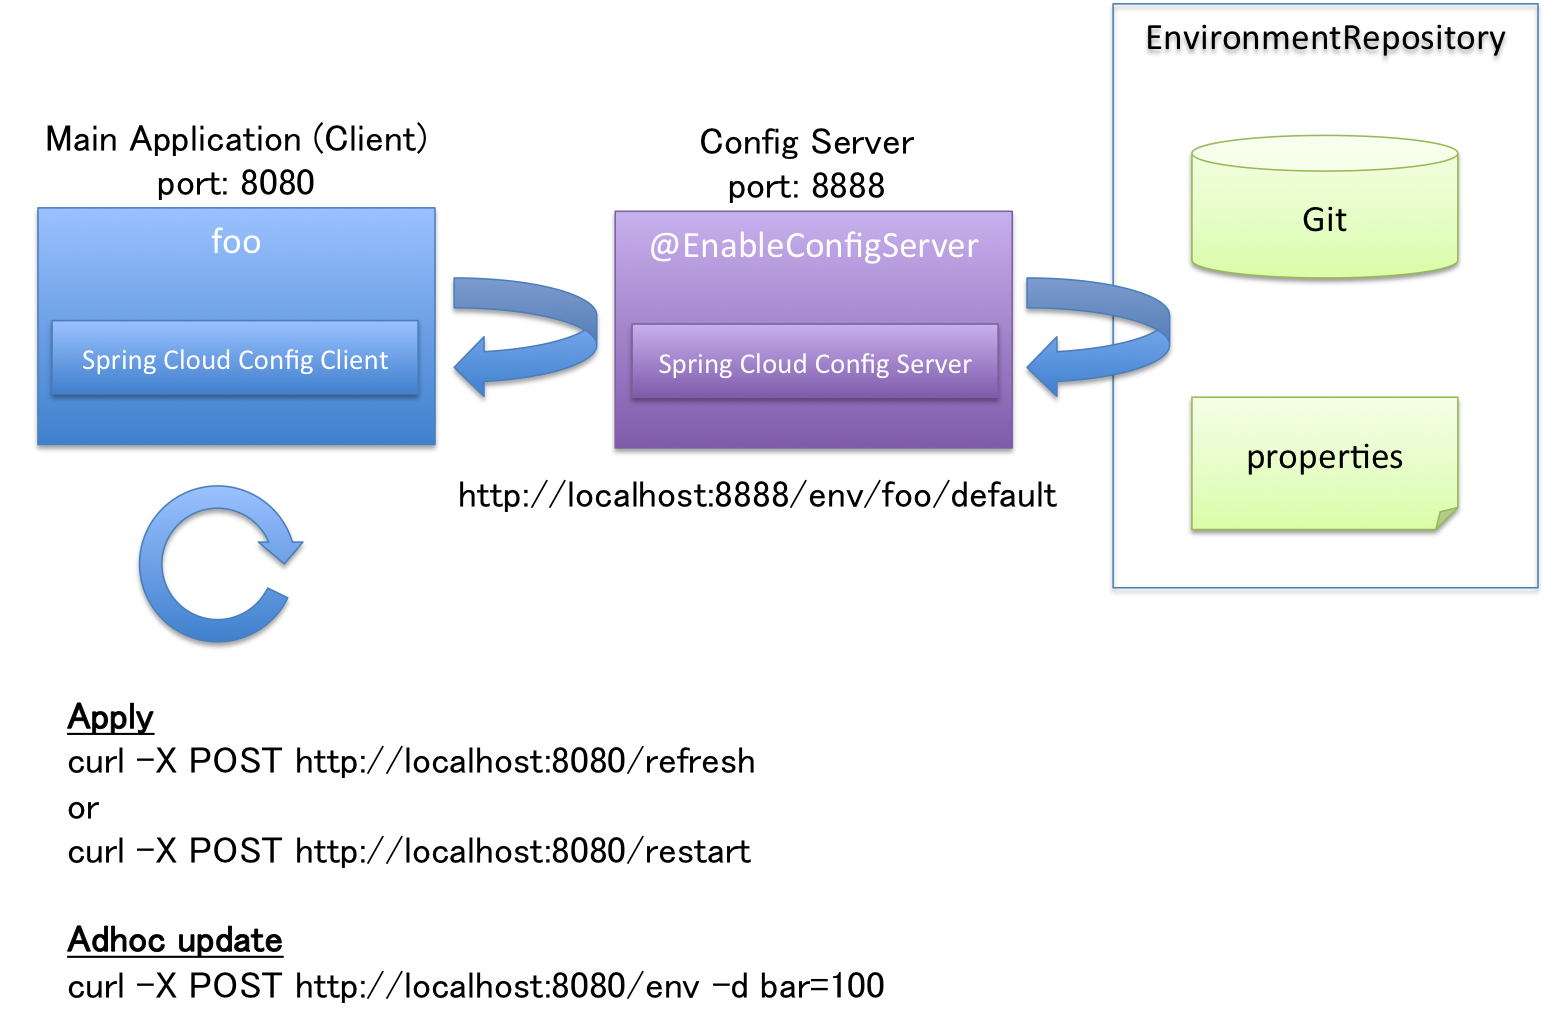 EnvironmentRepository
Main Application (Client)
port: 8080
Config Server
port: 8888
foo
@EnableConfigServer
Git
Spring Cloud Config Client
Spring Cloud Config Server
properties
http://localhost:8888/env/foo/default
Apply
curl -X POST http://localhost:8080/refresh
or
curl -X POST http://localhost:8080/restart
Adhoc update
curl -X POST http://localhost:8080/env -d bar=100